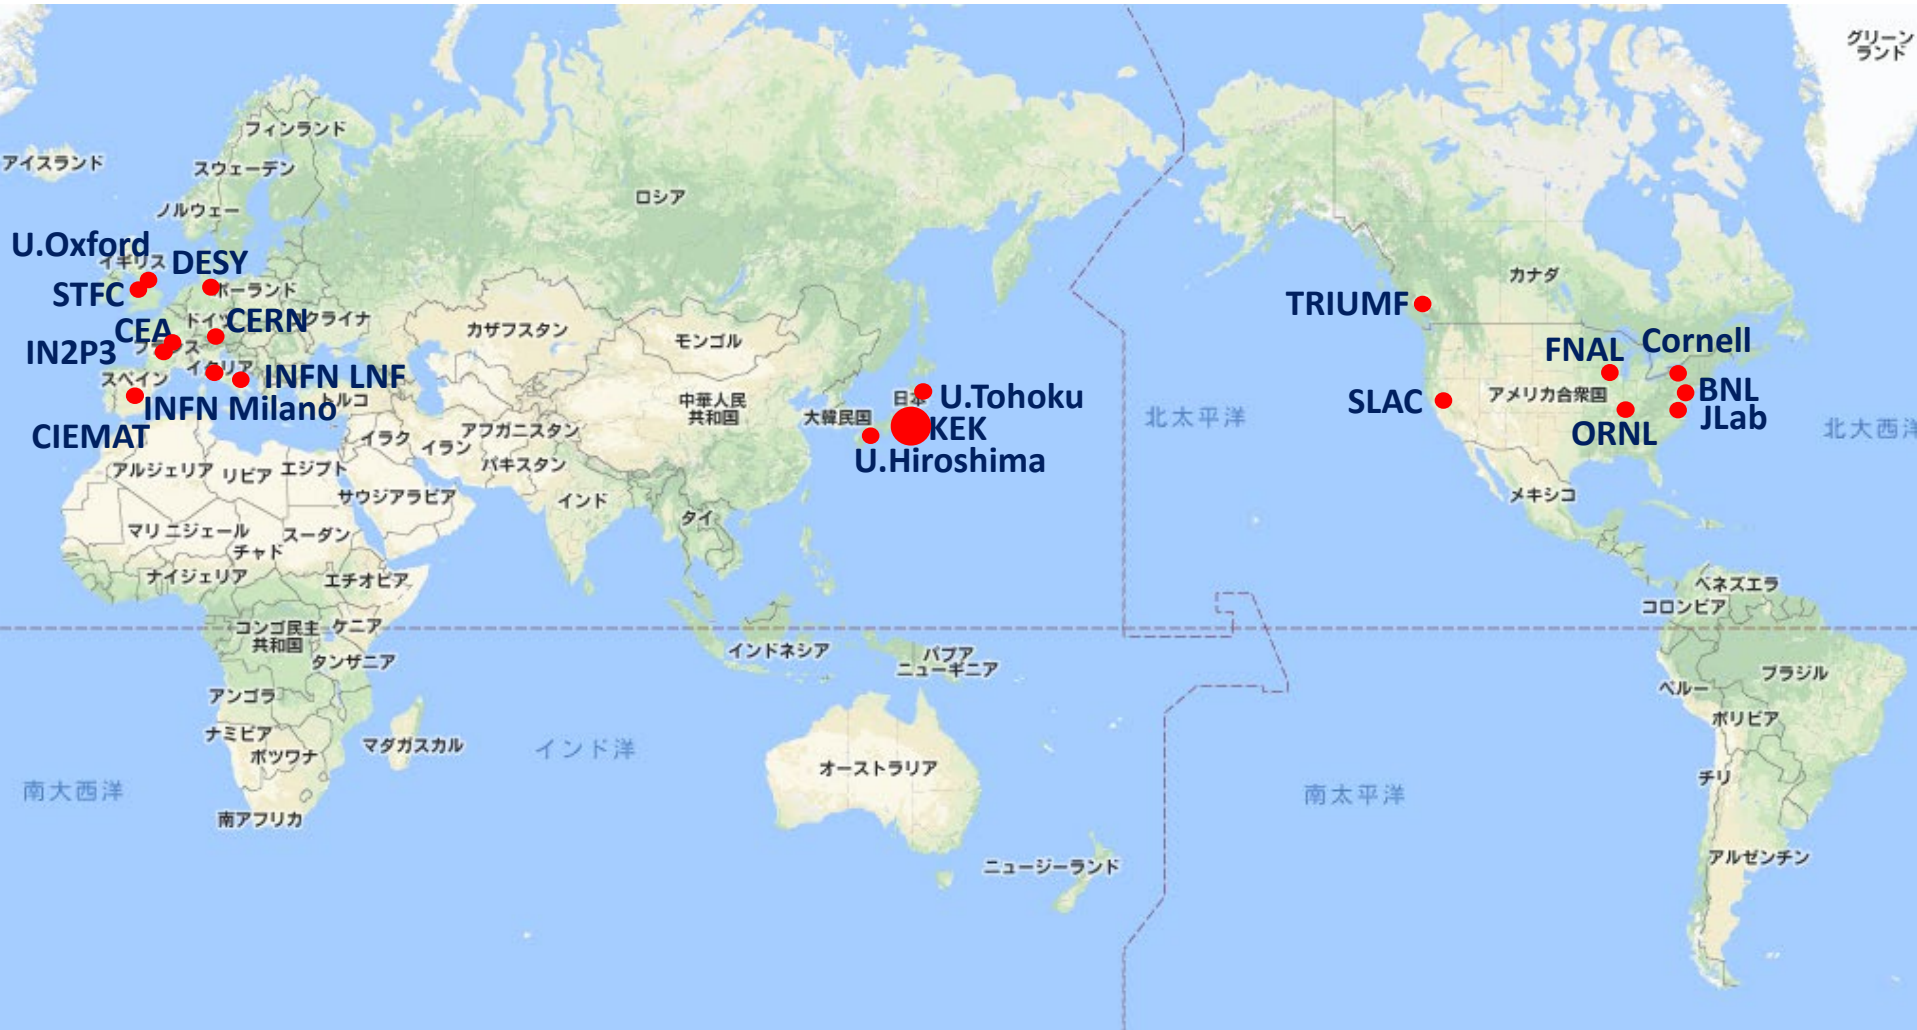 グリーン
ランド
フィンランド
アイスランド
スウェーデン
ロシア
ノルウェー
U.Oxford
イギリス
DESY
STFC
ポーランド
カナダ
TRIUMF
CEA
ドイツ
CERN
ウクライナ
カザフスタン
モンゴル
IN2P3
フランス
FNAL
Cornell
イタリア
INFN LNF
スペイン
トルコ
INFN Milano
CIEMAT
中華人民
共和国
大韓民国
日本
U.Tohoku
KEK
U.Hiroshima
北太平洋
SLAC
アメリカ合衆国
BNL
JLab
ORNL
北大西洋
イラク
イラン
アフガニスタン
パキスタン
アルジェリア
リビア
エジプト
サウジアラビア
インド
タイ
メキシコ
マリ
ニジェール
スーダン
チャド
ナイジェリア
エチオピア
ベネズエラ
コロンビア
コンゴ民主
共和国
ケニア
タンザニア
インドネシア
パプア
ニューギニア
アンゴラ
ブラジル
ペルー
ナミビア
ボツワナ
マダガスカル
インド洋
ボリビア
オーストラリア
チリ
南大西洋
南太平洋
南アフリカ
ニュージーランド
アルゼンチン